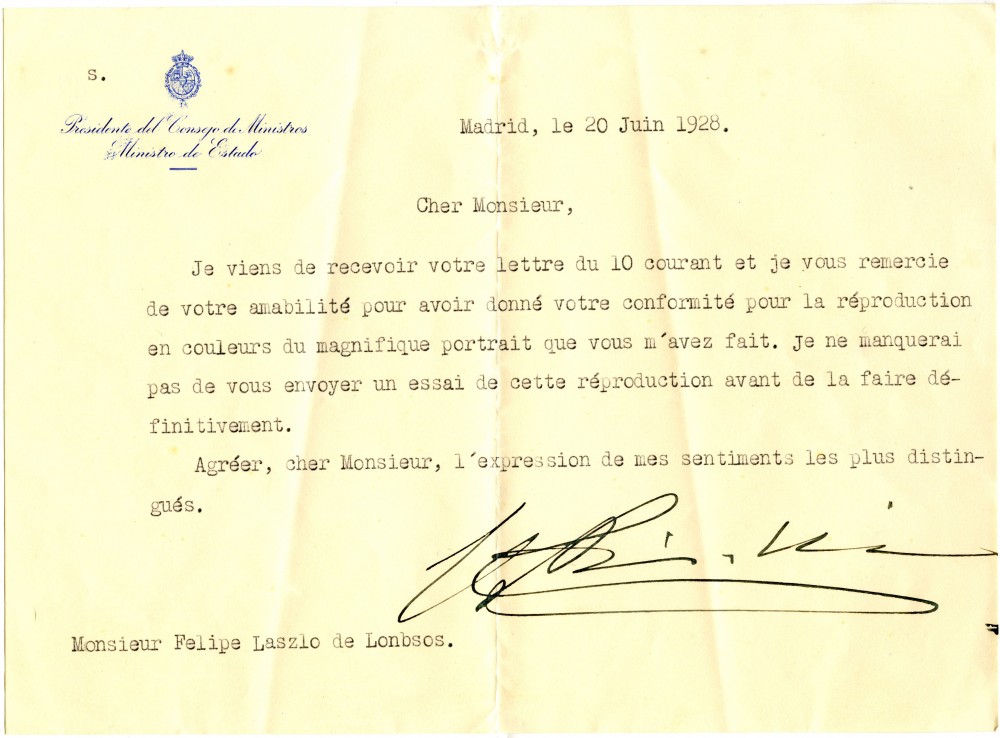 S.
Presidente del Consejo de Ministros
Ministro de Estado
Madrid, le 20 Juin 1928.
Cher Monsieur,
Je viens de recevoir votre lettre du 10 courant et je vous remercie
de votre amabilité pour avoir donné votre conformité pour la réproduction
en couleurs du magnifique portrait que vous m´avez fait. Je ne manquerai
pas de vous envoyer un essai de cette réproduction avant de la faire dé-
finitivement.
Agréer, cher Monsieur, l´expression de mes sentiments les plus distin-
gués.
Monsieur Felipe Laszlo de Lonbsos.